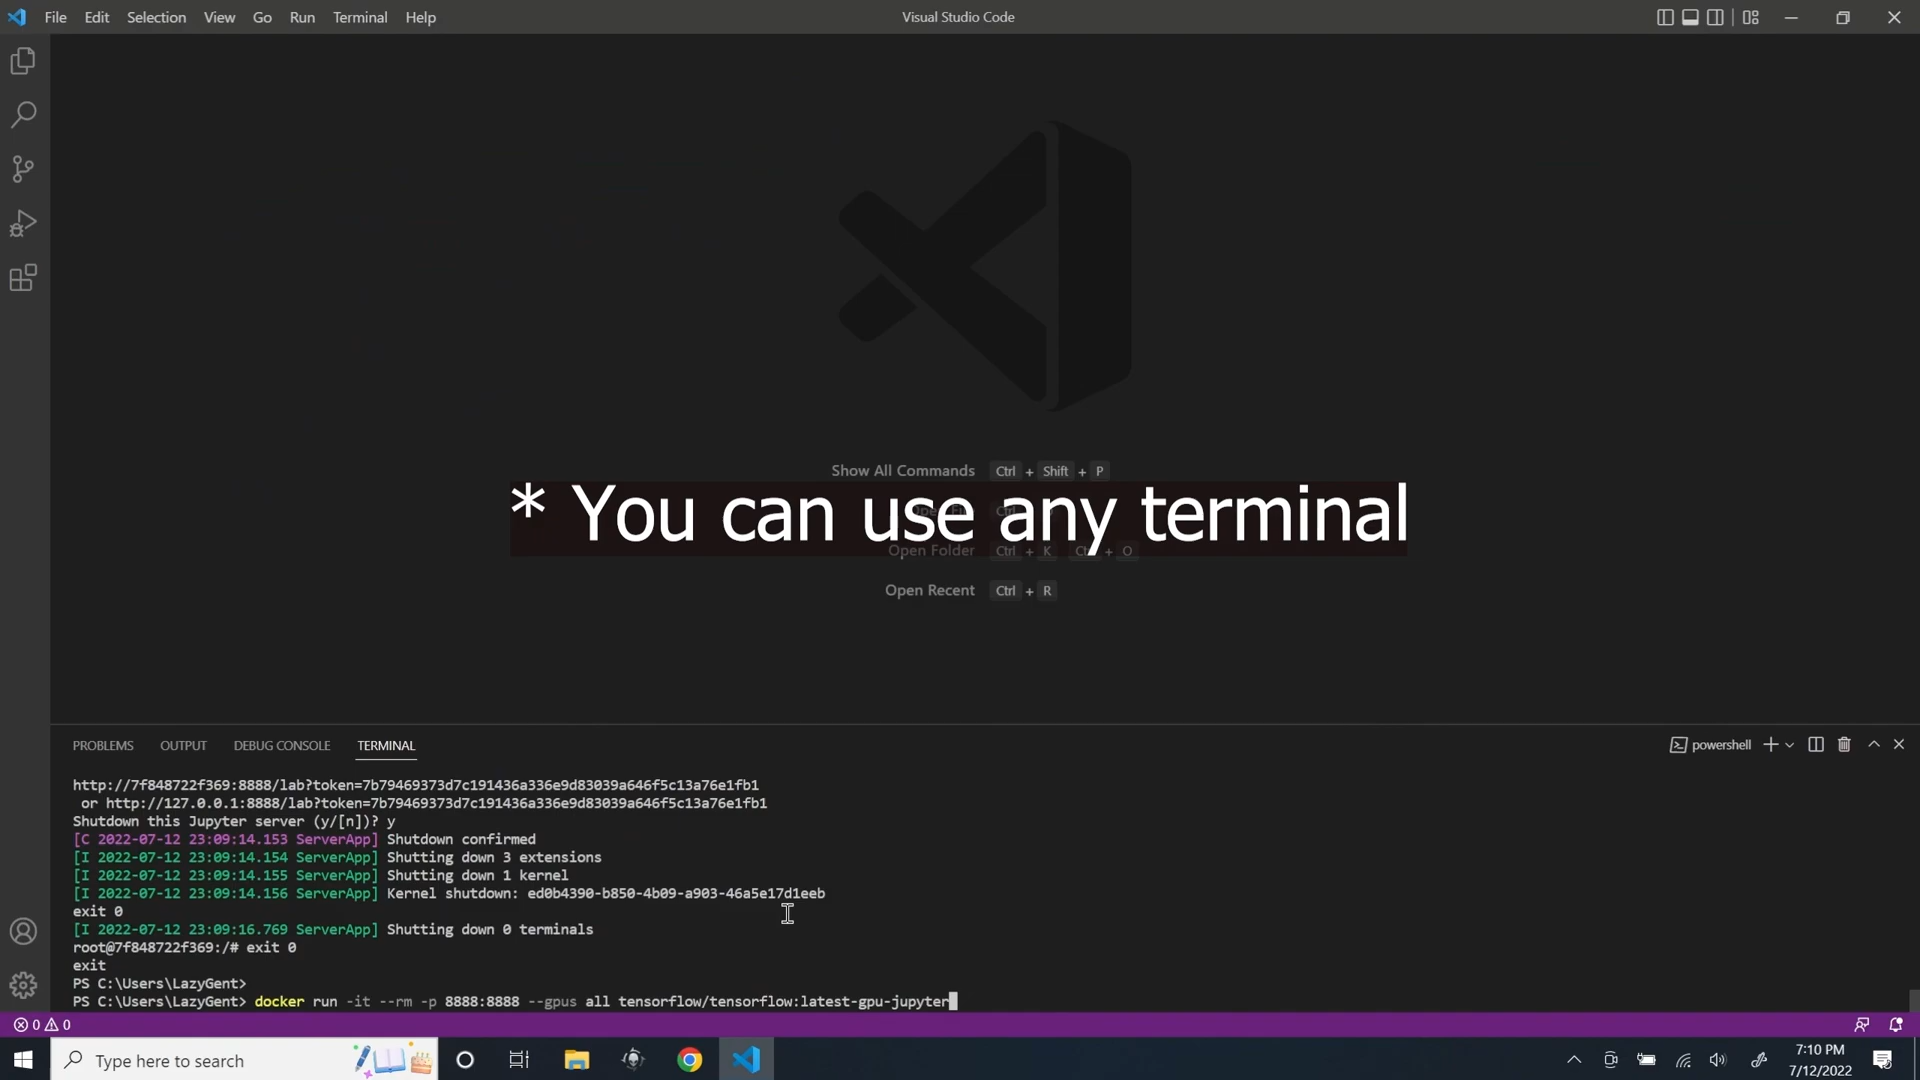 File Edit Selection View Go Run Terminal Help
Visual Studio Code
Show All Commands Ctrl + Shift + P
* You can use any terminal
Open Folder Ctrl + K Ctrl + O
Open Recent Ctrl + R
PROBLEMS OUTPUT DEBUG CONSOLE TERMINAL
powershell
http://7f848722f369:8888/lab?token=7b79469373d7c191436a336e9d83039a646f5c13a76e1fb1
or http://127.0.0.1:8888/lab?token=7b79469373d7c191436a336e9d83039a646f5c13a76e1fb1
Shutdown this Jupyter server (y/[n])? y
[C 2022-07-12 23:09:14.153 ServerApp] Shutdown confirmed
[I 2022-07-12 23:09:14.154 ServerApp] Shutting down 3 extensions
[I 2022-07-12 23:09:14.155 ServerApp] Shutting down 1 kernel
[I 2022-07-12 23:09:14.156 ServerApp] Kernel shutdown: ed0b4390-b850-4b09-a903-46a5e17d1eeb
exit 0
[I 2022-07-12 23:09:16.769 ServerApp] Shutting down 0 terminals
root@7f848722f369:/# exit 0
exit
PS C:\Users\LazyGent>
PS C:\Users\LazyGent> docker run -it --rm -p 8888:8888 --gpus all tensorflow/tensorflow:latest-gpu-jupyter
0 0
Type here to search
7:10 PM
7/12/2022